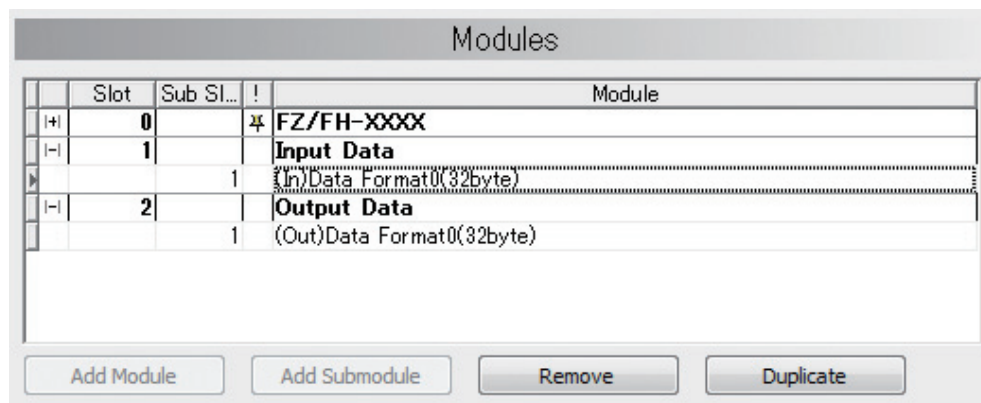 Modules
Slot Sub Sl... ! Module
|+| 0 FZ/FH-XXXX
|-| 1 Input Data
1 (In)Data Format0(32byte)
|-| 2 Output Data
1 (Out)Data Format0(32byte)
Add Module Add Submodule Remove Duplicate